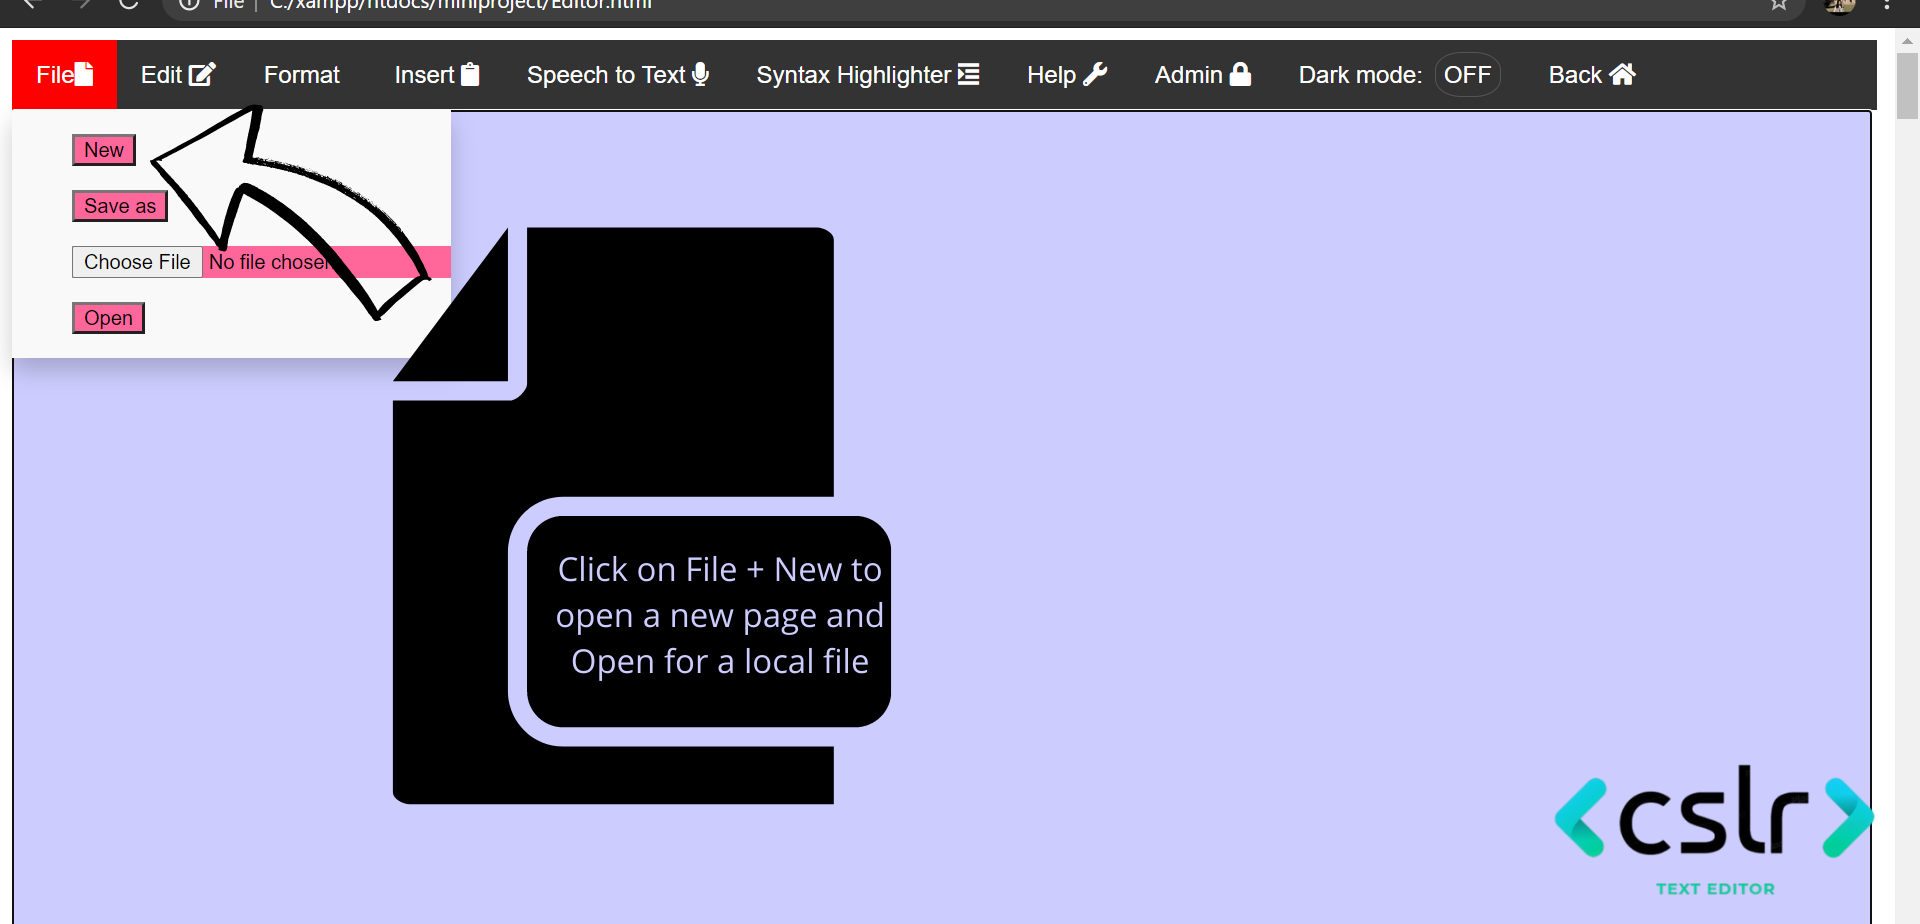 File | C:/xampp/htdocs/miniproject/Editor.html
File Edit Format Insert Speech to Text Syntax Highlighter Help Admin Dark mode: OFF Back
New
Save as
Choose File No file chosen
Open
Click on File + New to
open a new page and
Open for a local file
cslr
TEXT EDITOR